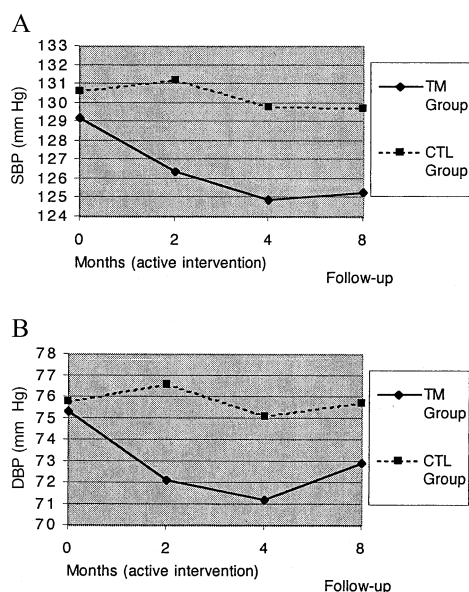 A
SBP (mm Hg)
133
132
131
130
129
128
127
126
125
124
0
2
4
8
Months (active intervention)
Follow-up
TM
Group
CTL
Group
B
DBP (mm Hg)
78
77
76
75
74
73
72
71
70
0
2
4
8
Months (active intervention)
Follow-up
TM
Group
CTL
Group